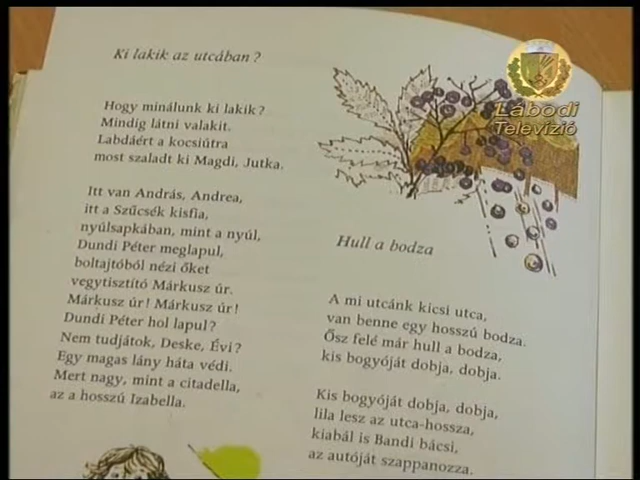 Ki lakik az utcában?
Hogy minálunk ki lakik?
Mindig látni valakit.
Labdáért a kocsiútra
most szaladt ki Magdi, Jutka.
Itt van András, Andrea,
itt a Szűcsék kisfia,
nyúlsapkában, mint a nyúl,
Dundi Péter meglapul,
boltajtóból nézi őket
vegytisztító Márkusz úr.
Márkusz úr! Márkusz úr!
Dundi Péter hol lapul?
Nem tudjátok, Deske, Évi?
Egy magas lány háta védi.
Mert nagy, mint a citadella,
az a hosszú Izabella.
Hull a bodza
A mi utcánk kicsi utca,
van benne egy hosszú bodza.
Ősz felé már hull a bodza,
kis bogyóját dobja, dobja.
Kis bogyóját dobja, dobja,
lila lesz az utca-hossza,
kiabál is Bandi bácsi,
az autóját szappanozza.
Lábodi
Televízió